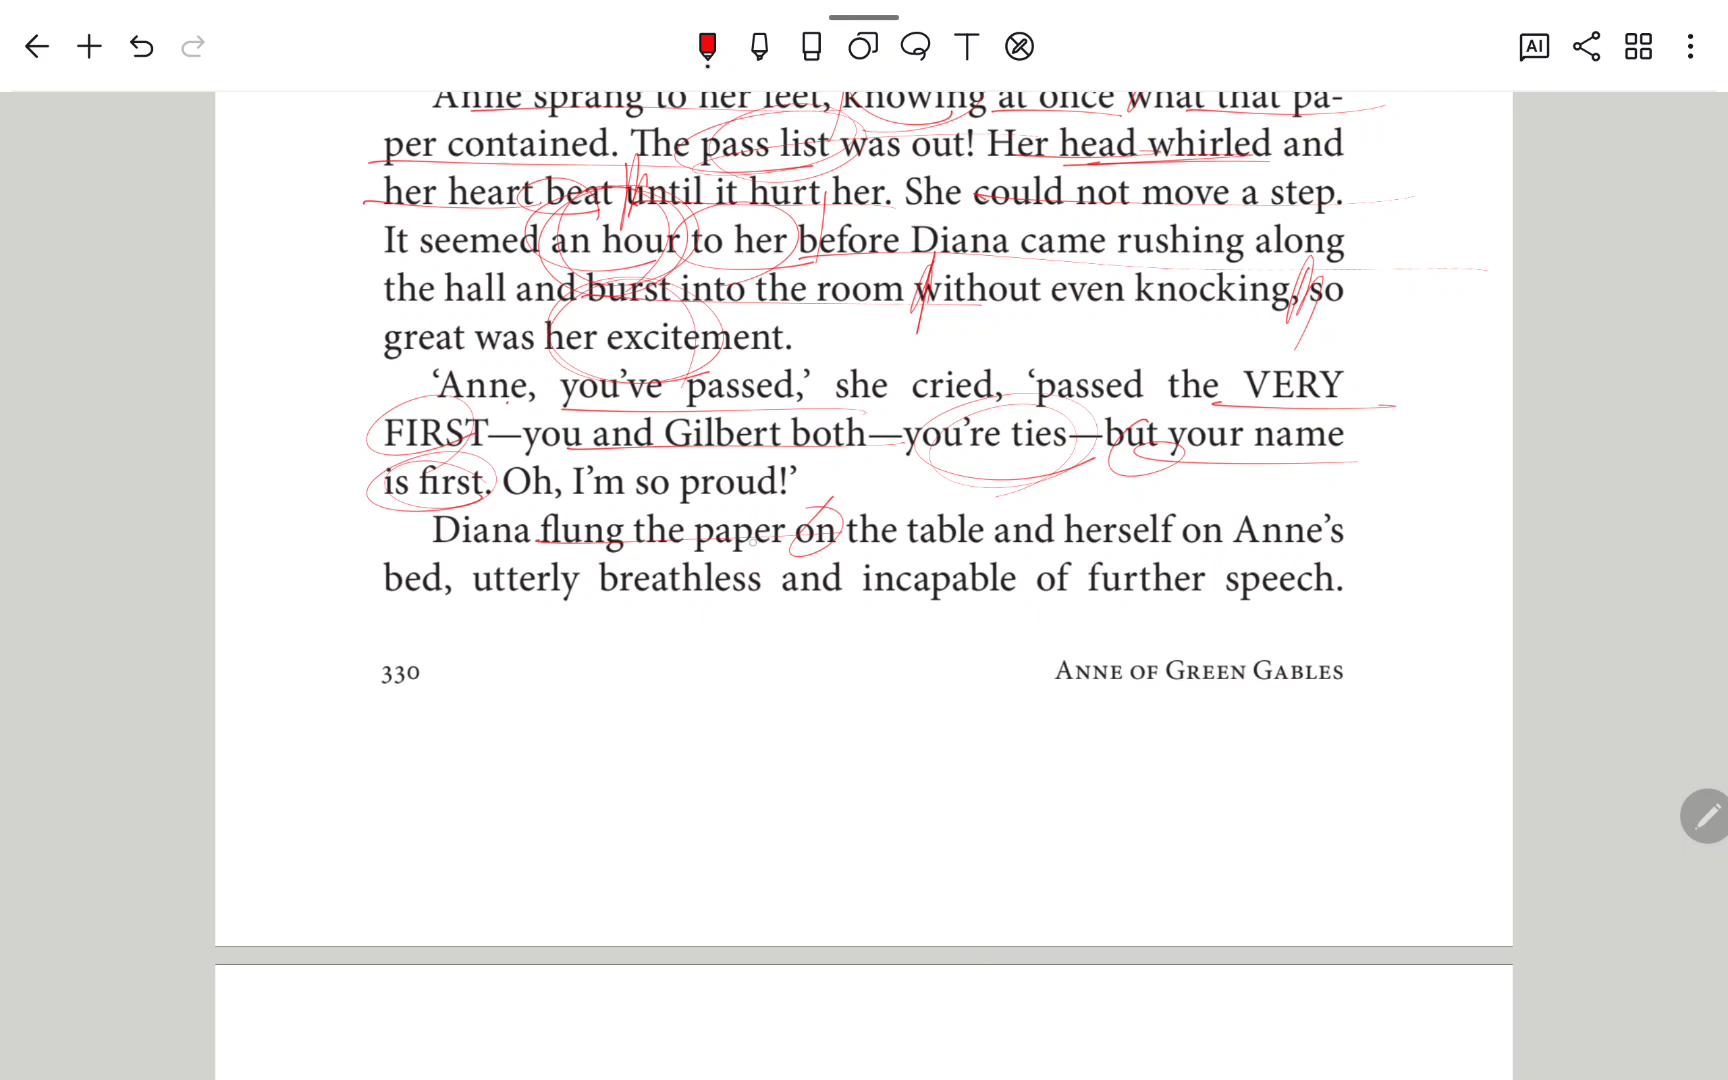 AI
Anne sprang to her feet, knowing at once what that pa-
per contained. The pass list was out! Her head whirled and
her heart beat until it hurt her. She could not move a step.
It seemed an hour to her before Diana came rushing along
the hall and burst into the room without even knocking, so
great was her excitement.
‘Anne, you’ve passed,’ she cried, ‘passed the VERY
FIRST—you and Gilbert both—you’re ties—but your name
is first. Oh, I’m so proud!’
Diana flung the paper on the table and herself on Anne’s
bed, utterly breathless and incapable of further speech.
330 ANNE OF GREEN GABLES